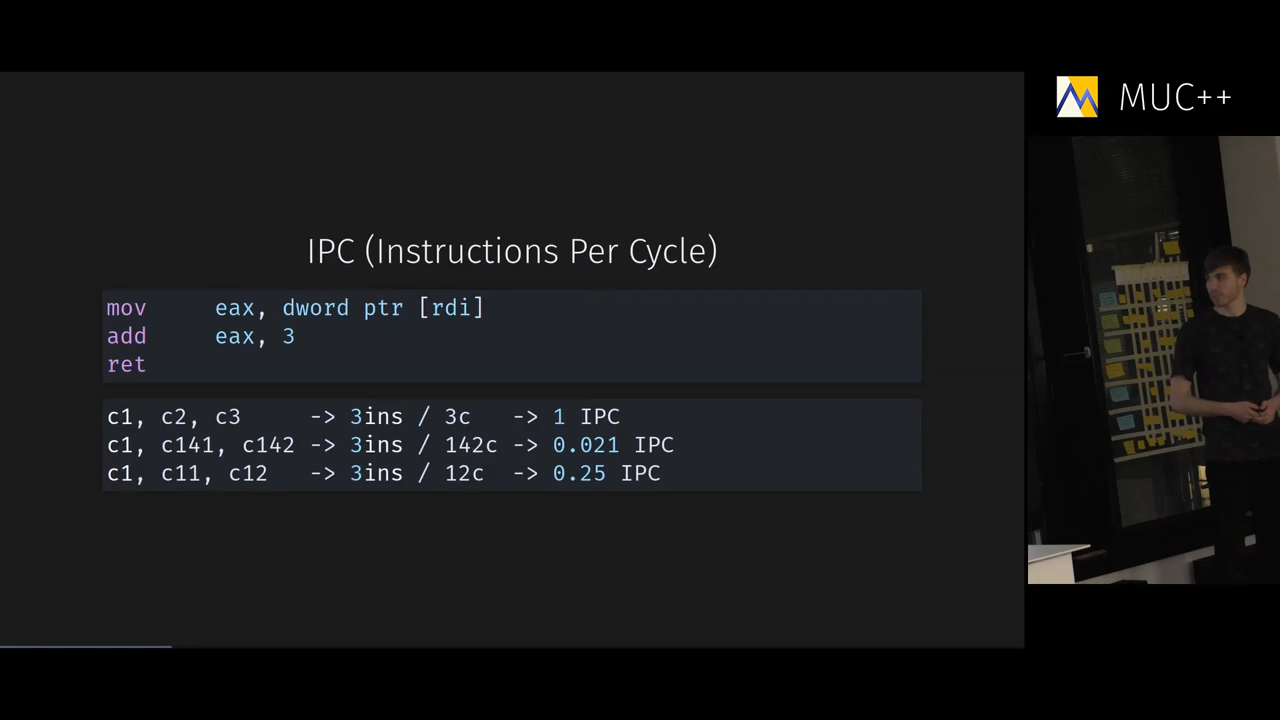 MUC++
IPC (Instructions Per Cycle)
mov eax, dword ptr [rdi]
add eax, 3
ret
c1, c2, c3 -> 3ins / 3c -> 1 IPC
c1, c141, c142 -> 3ins / 142c -> 0.021 IPC
c1, c11, c12 -> 3ins / 12c -> 0.25 IPC